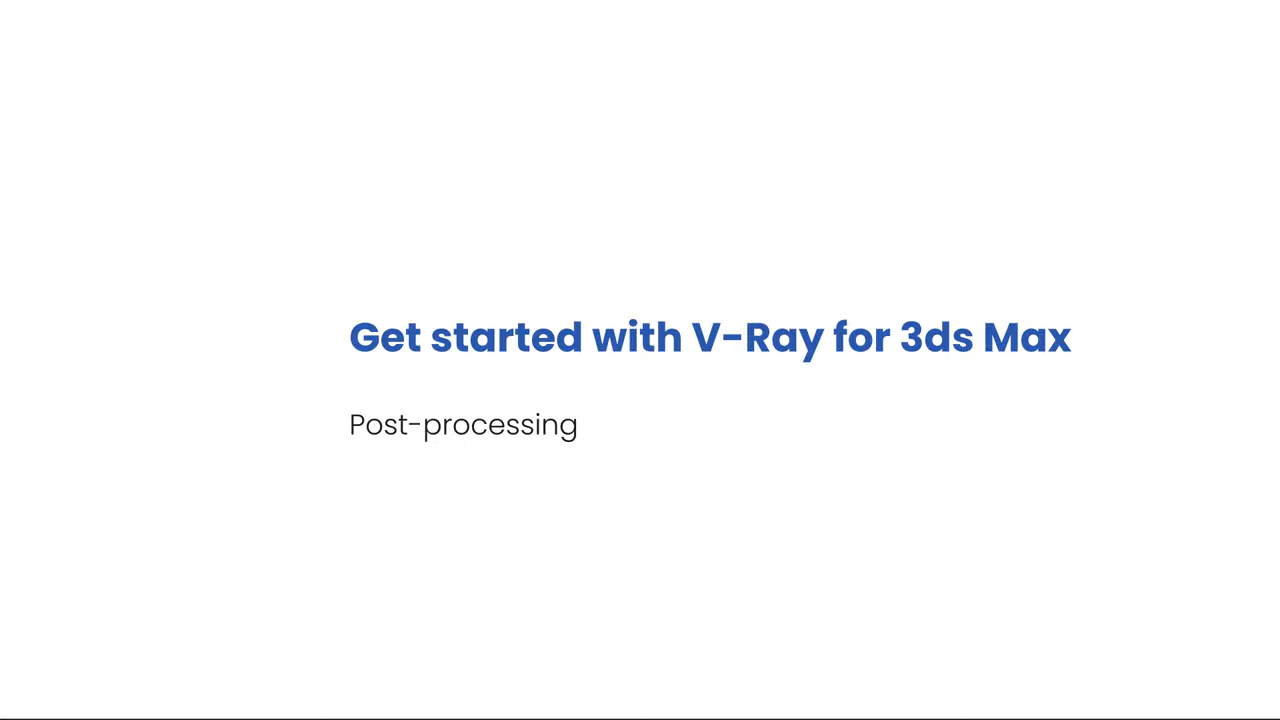 Get started with V-Ray for 3ds Max
Post-processing